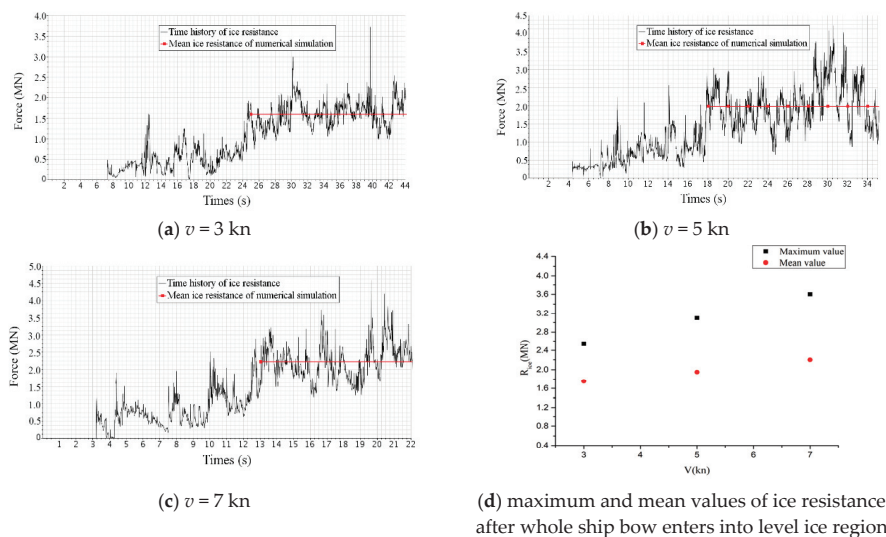 4.0
3.5
3.0
2.5
2.0
1.5
1.0
0.5
0
Force (MN)
Time history of ice resistance
Mean ice resistance of numerical simulation
2 4 6 8 10 12 14 16 18 20 22 24 26 28 30 32 34 36 38 40 42 44
Times (s)
(a) v = 3 kn
4.5
4.0
3.5
3.0
2.5
2.0
1.5
1.0
0.5
0
Force (MN)
Time history of ice resistance
Mean ice resistance of numerical simulation
2 4 6 8 10 12 14 16 18 20 22 24 26 28 30 32 34
Times (s)
(b) v = 5 kn
5.0
4.5
4.0
3.5
3.0
2.5
2.0
1.5
1.0
0.5
0
Force (MN)
Time history of ice resistance
Mean ice resistance of numerical simulation
1 2 3 4 5 6 7 8 9 10 11 12 13 14 15 16 17 18 19 20 21 22
Times (s)
(c) v = 7 kn
4.4
4.0
3.6
3.2
2.8
2.4
2.0
1.6
1.2
0.8
0.4
R_ice(MN)
Maximum value
Mean value
3 5 7
V(kn)
(d) maximum and mean values of ice resistance
after whole ship bow enters into level ice region